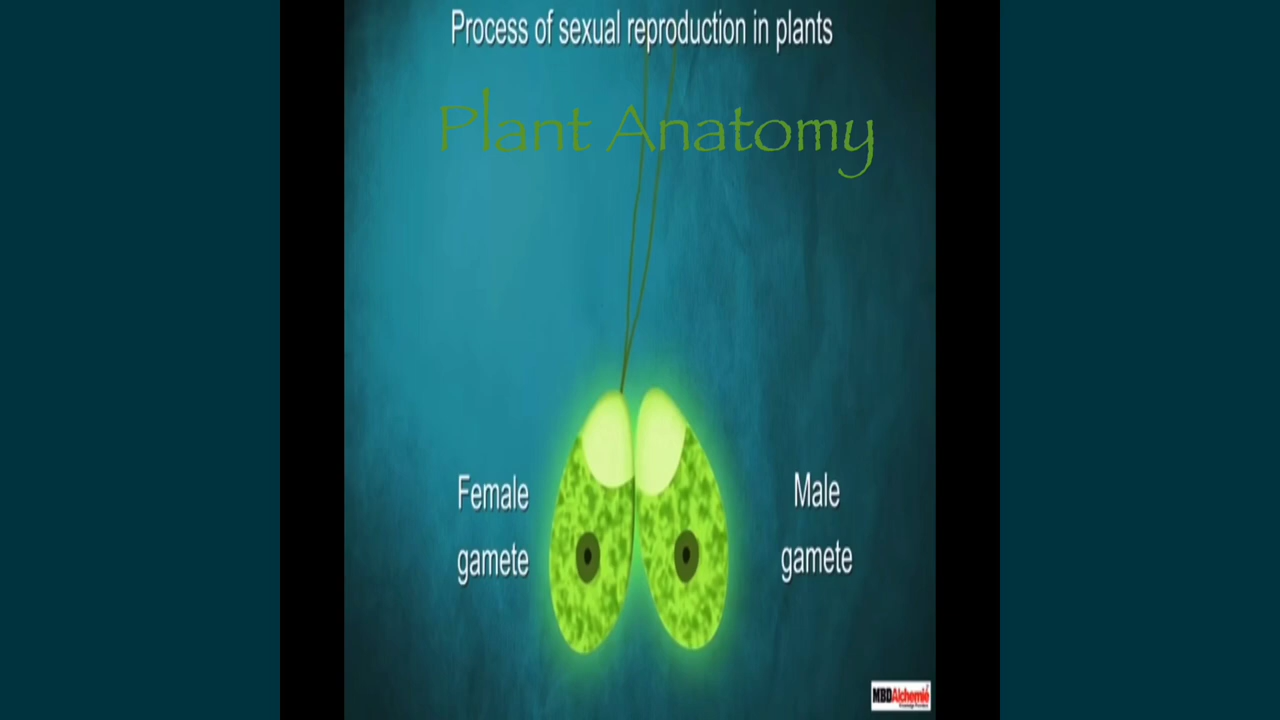 Process of sexual reproduction in plants
Plant Anatomy
Female
gamete
Male
gamete
MBDAlchemie